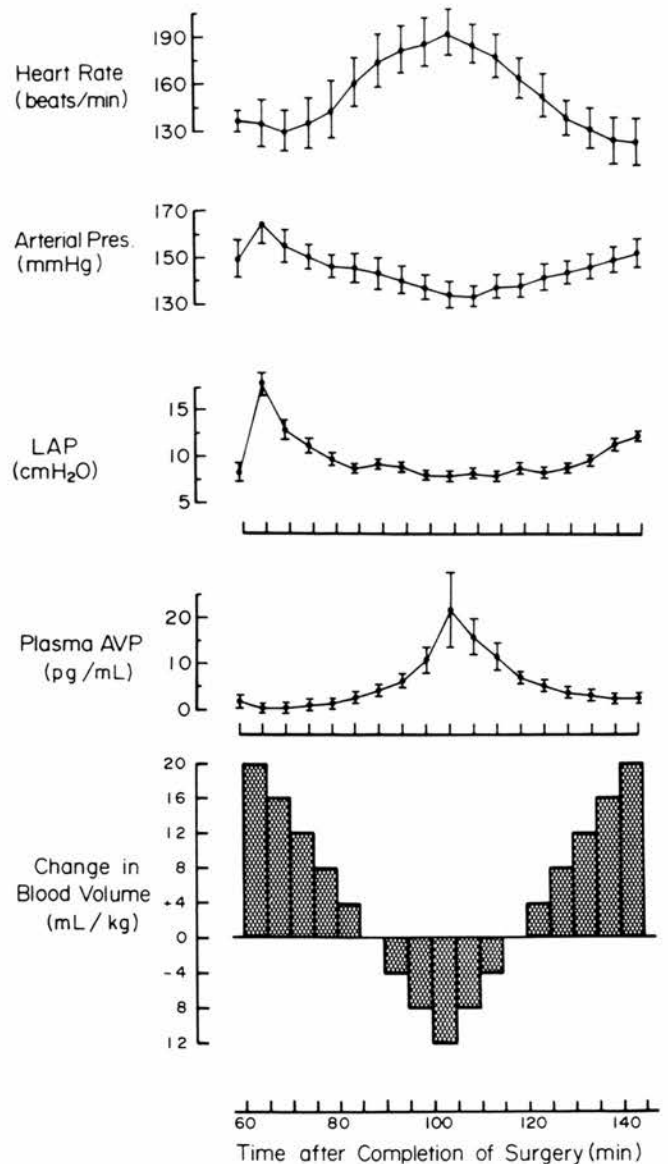 190
Heart Rate
(beats/min)
160
130
170
Arterial Pres.
(mmHg)
150
130
15
LAP
(cmH₂O)
10
5
20
Plasma AVP
(pg/mL)
10
0
20
16
12
Change in
Blood Volume
(mL/kg)
8
+4
0
-4
8
12
60 80 100 120 140
Time after Completion of Surgery (min)